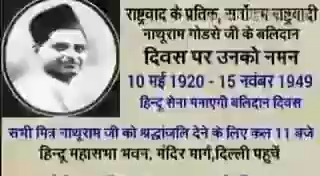 राष्ट्रवाद के प्रतिक, सर्वोत्तम राष्ट्रवादी
नाथूराम गोडसे जी के बलिदान
दिवस पर उनको नमन
10 मई 1920 - 15 नवंबर 1949
हिन्दू सेना मनाएगी बलिदान दिवस
सभी मित्र नाथूराम जी को श्रद्धांजलि देने के लिए कल 11 बजे
हिन्दू महासभा भवन, मंदिर मार्ग,दिल्ली पहुचें